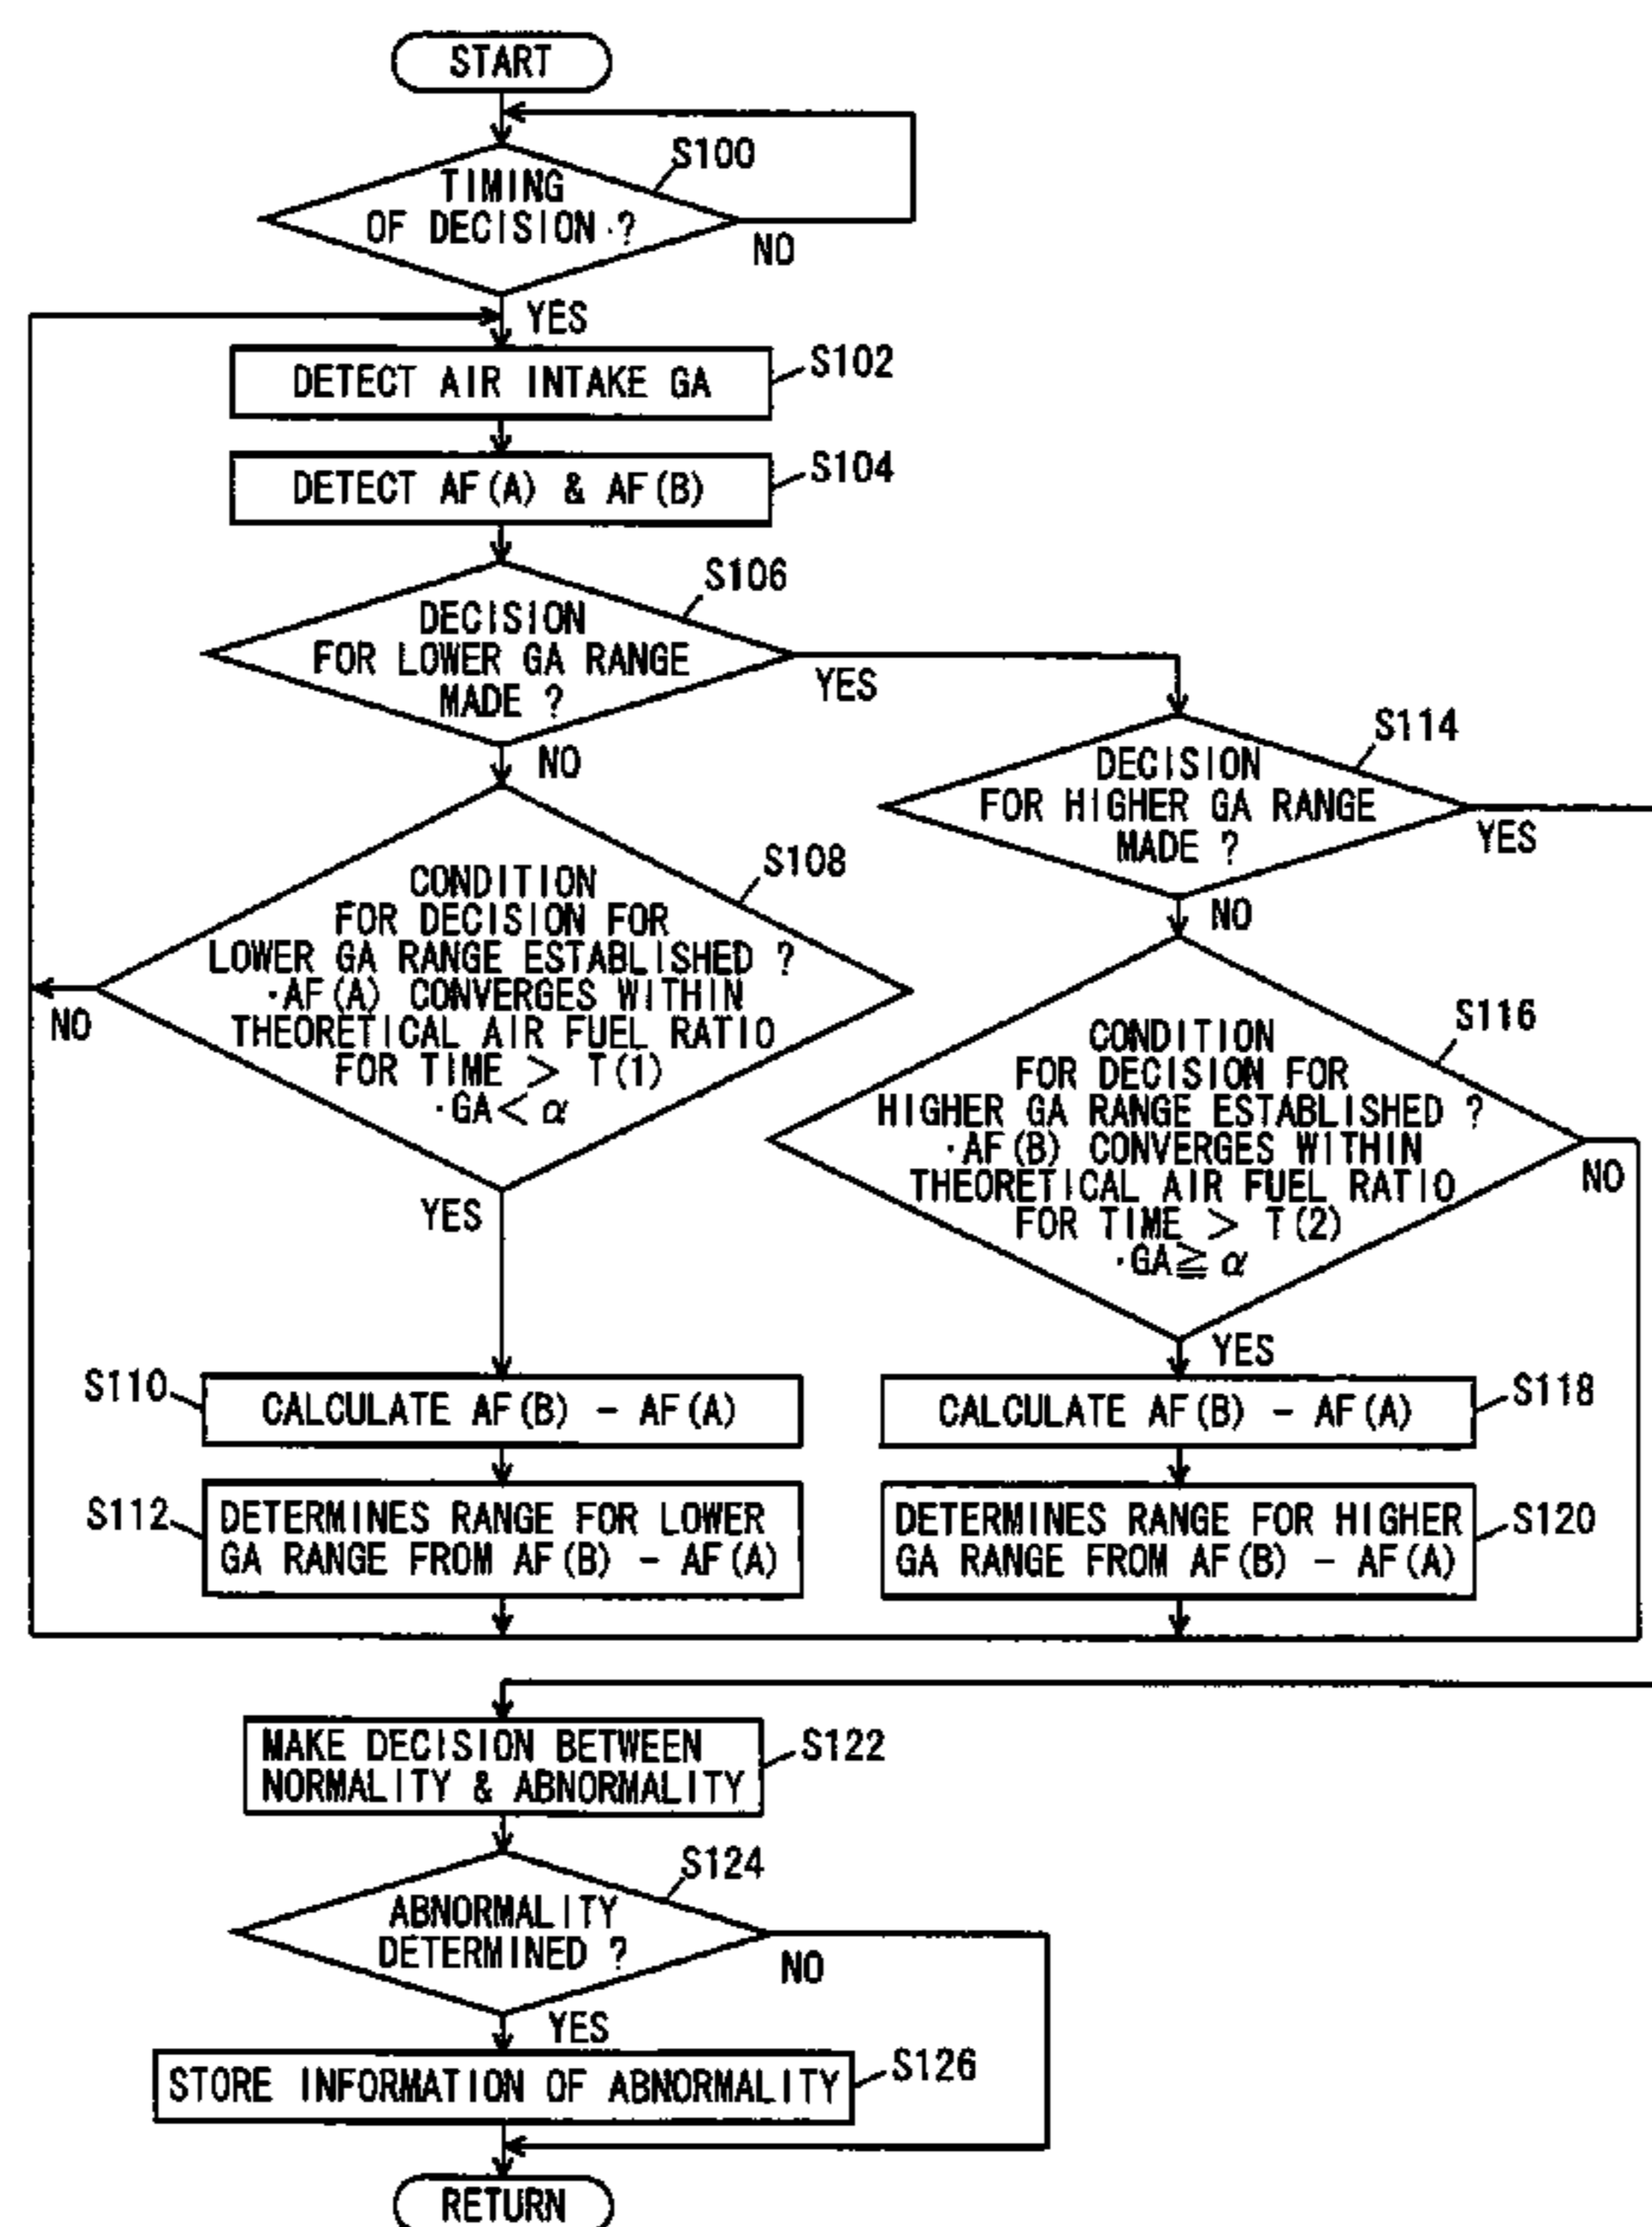 START
S100
TIMING
OF DECISION ?
NO
YES
DETECT AIR INTAKE GA
S102
DETECT AF(A) & AF(B)
S104
S106
DECISION
FOR LOWER GA RANGE
MADE ?
YES
NO
S114
DECISION
FOR HIGHER GA RANGE
MADE ?
YES
NO
S108
CONDITION
FOR DECISION FOR
LOWER GA RANGE ESTABLISHED ?
·AF(A) CONVERGES WITHIN
THEORETICAL AIR FUEL RATIO
FOR TIME > T(1)
·GA < α
NO
YES
S116
CONDITION
FOR DECISION FOR
HIGHER GA RANGE ESTABLISHED ?
·AF(B) CONVERGES WITHIN
THEORETICAL AIR FUEL RATIO
FOR TIME > T(2)
·GA ≧ α
NO
YES
S110
CALCULATE AF(B) - AF(A)
CALCULATE AF(B) - AF(A)
S118
S112
DETERMINES RANGE FOR LOWER
GA RANGE FROM AF(B) - AF(A)
DETERMINES RANGE FOR HIGHER
GA RANGE FROM AF(B) - AF(A)
S120
MAKE DECISION BETWEEN
NORMALITY & ABNORMALITY
S122
S124
ABNORMALITY
DETERMINED ?
NO
YES
STORE INFORMATION OF ABNORMALITY
S126
RETURN